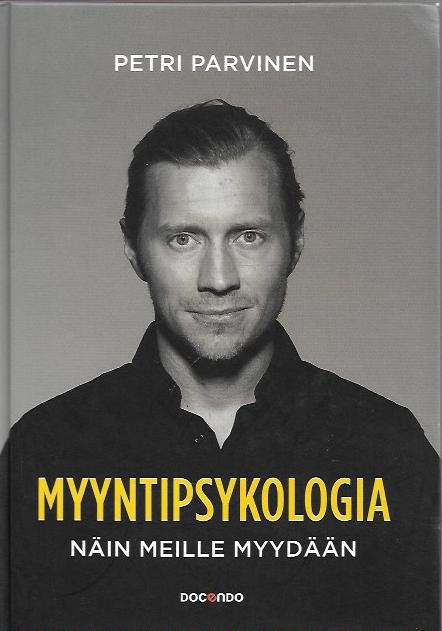 PETRI PARVINEN
MYYNTIPSYKOLOGIA
NÄIN MEILLE MYYDÄÄN
DOCENDO